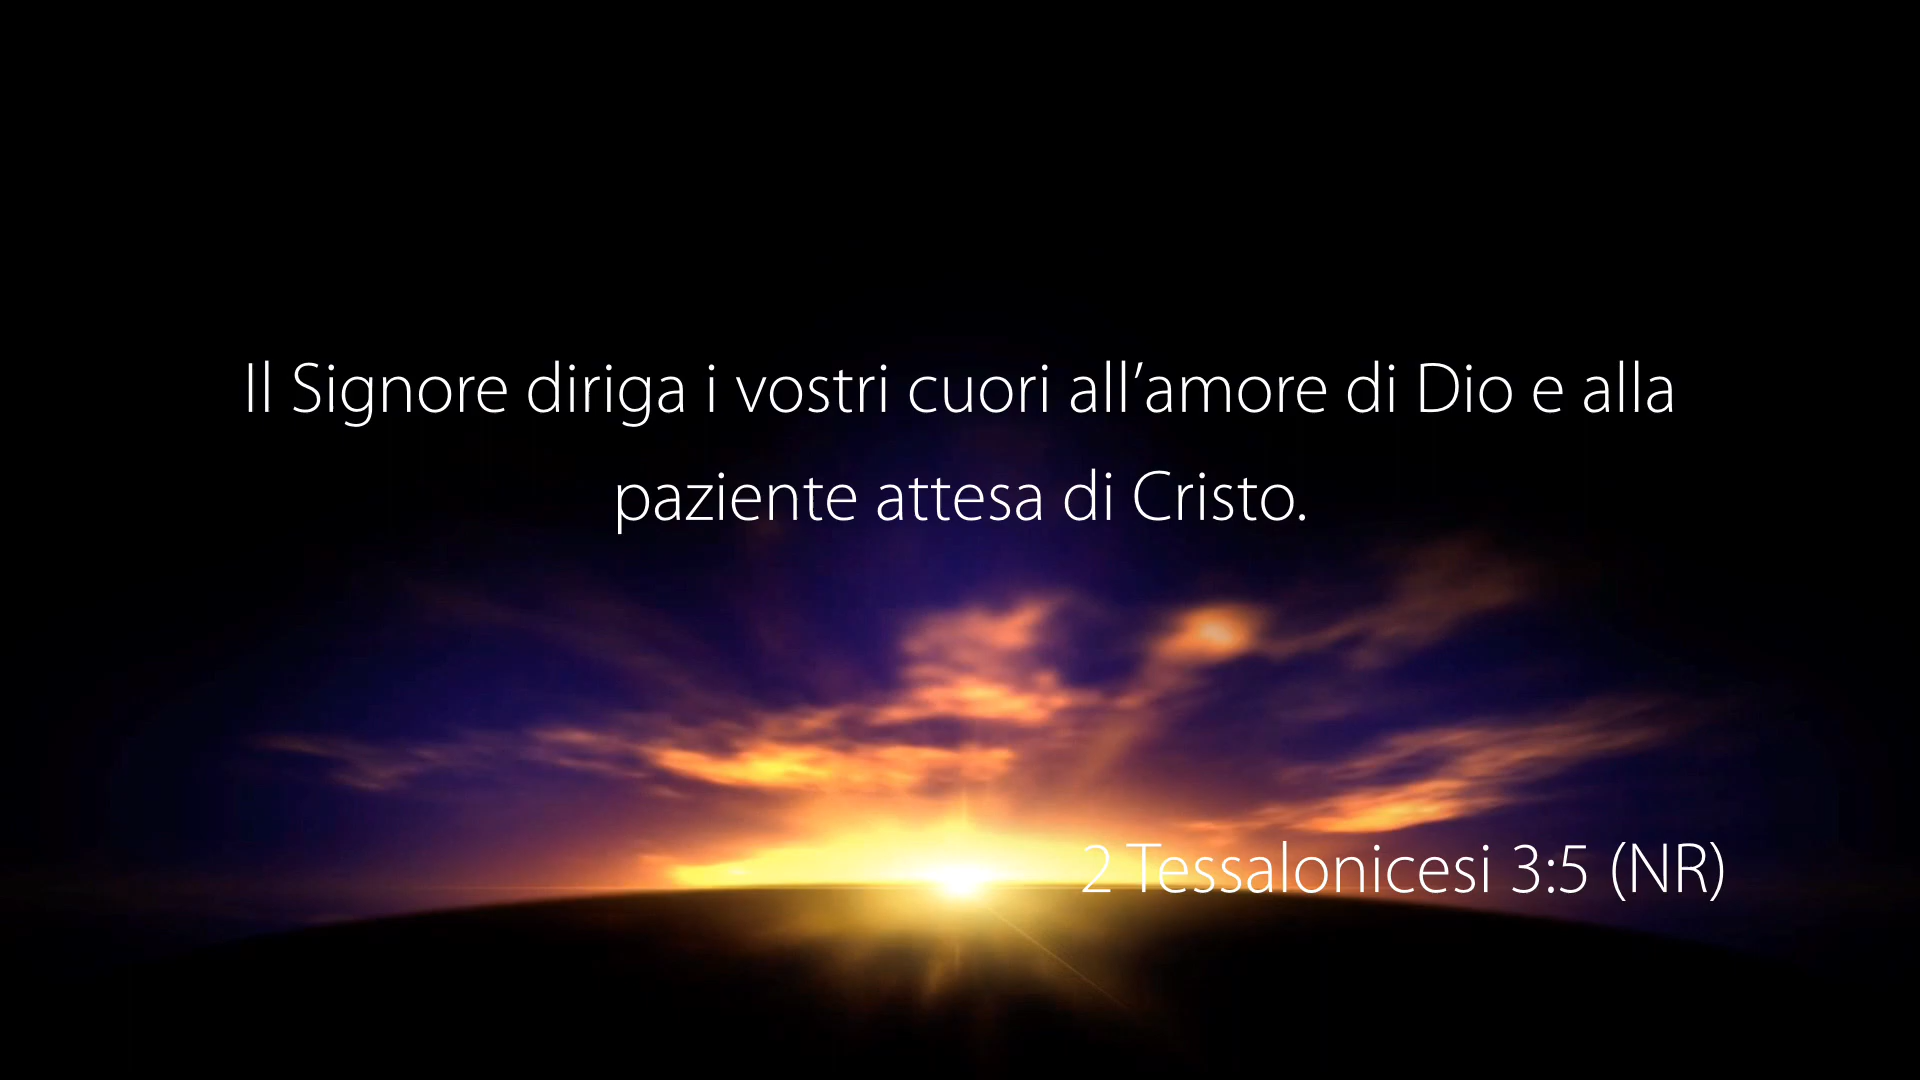 Il Signore diriga i vostri cuori all’amore di Dio e alla
paziente attesa di Cristo.
2 Tessalonicesi 3:5 (NR)